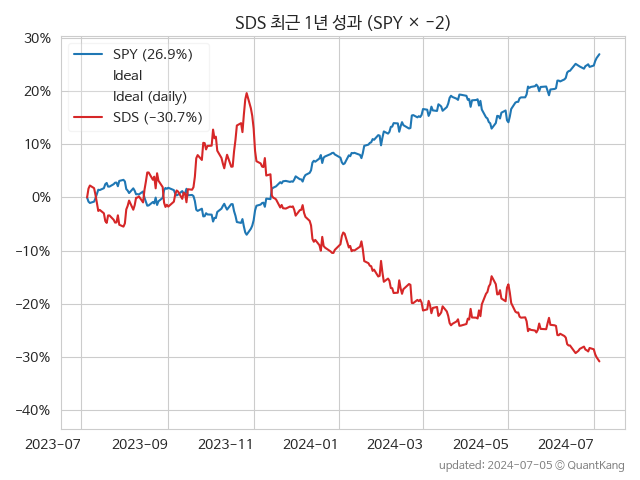 SDS 최근 1년 성과 (SPY × −2)
SPY (26.9%)
Ideal
Ideal (daily)
SDS (−30.7%)
30%
20%
10%
0%
−10%
−20%
−30%
−40%
2023-07 2023-09 2023-11 2024-01 2024-03 2024-05 2024-07
updated: 2024-07-05 © QuantKang